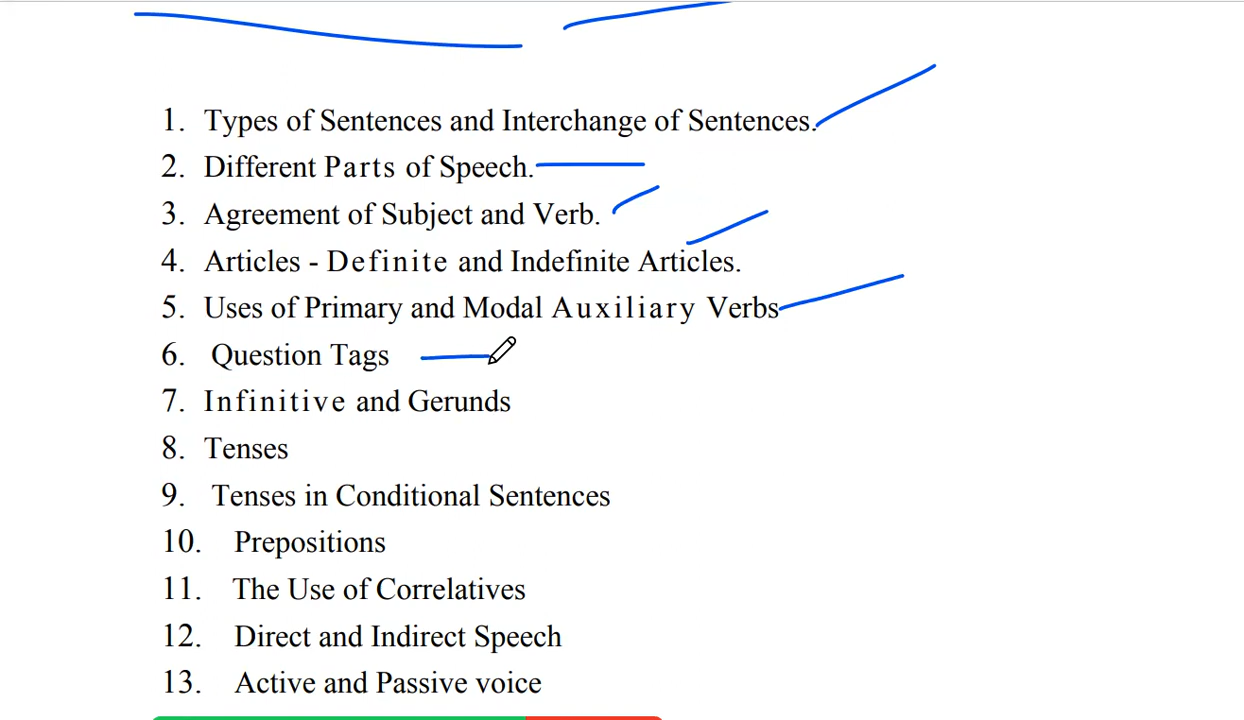 1. Types of Sentences and Interchange of Sentences.
2. Different Parts of Speech.
3. Agreement of Subject and Verb.
4. Articles - Definite and Indefinite Articles.
5. Uses of Primary and Modal Auxiliary Verbs
6. Question Tags
7. Infinitive and Gerunds
8. Tenses
9. Tenses in Conditional Sentences
10. Prepositions
11. The Use of Correlatives
12. Direct and Indirect Speech
13. Active and Passive voice